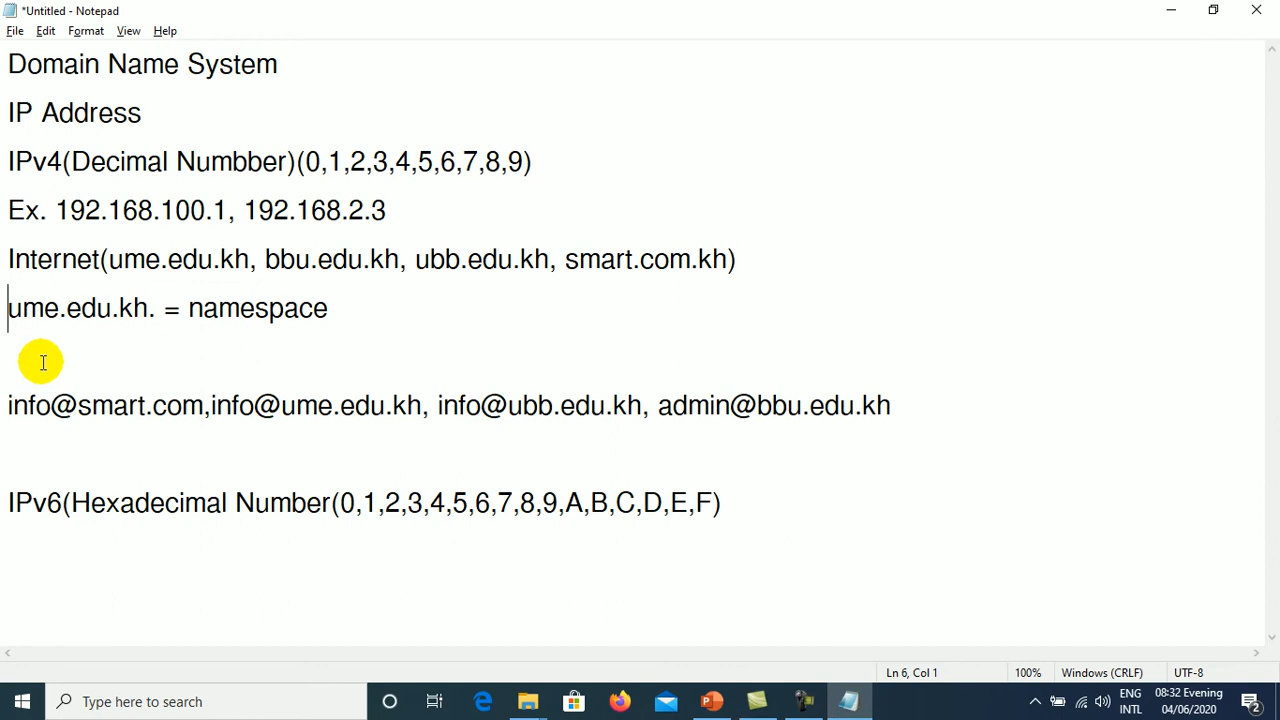 *Untitled - Notepad
File Edit Format View Help
Domain Name System
IP Address
IPv4(Decimal Numbber)(0,1,2,3,4,5,6,7,8,9)
Ex. 192.168.100.1, 192.168.2.3
Internet(ume.edu.kh, bbu.edu.kh, ubb.edu.kh, smart.com.kh)
ume.edu.kh. = namespace
info@smart.com,info@ume.edu.kh, info@ubb.edu.kh, admin@bbu.edu.kh
IPv6(Hexadecimal Number(0,1,2,3,4,5,6,7,8,9,A,B,C,D,E,F)
Ln 6, Col 1 100% Windows (CRLF) UTF-8
Type here to search
ENG 08:32 Evening
INTL 04/06/2020 2